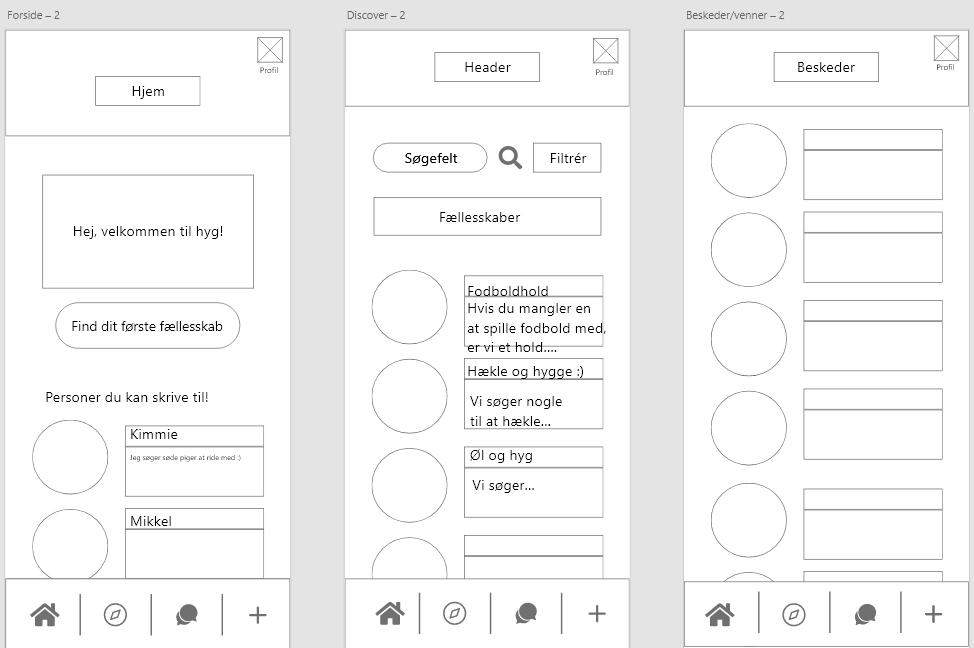 Forside – 2
Profil
Hjem
Hej, velkommen til hyg!
Find dit første fællesskab
Personer du kan skrive til!
Kimmie
Jeg søger søde piger at ride med :)
Mikkel
Discover – 2
Profil
Header
Søgefelt
Filtrér
Fællesskaber
Fodboldhold
Hvis du mangler en
at spille fodbold med,
er vi et hold....
Hækle og hygge :)
Vi søger nogle
til at hækle...
Øl og hyg
Vi søger...
Beskeder/venner – 2
Profil
Beskeder